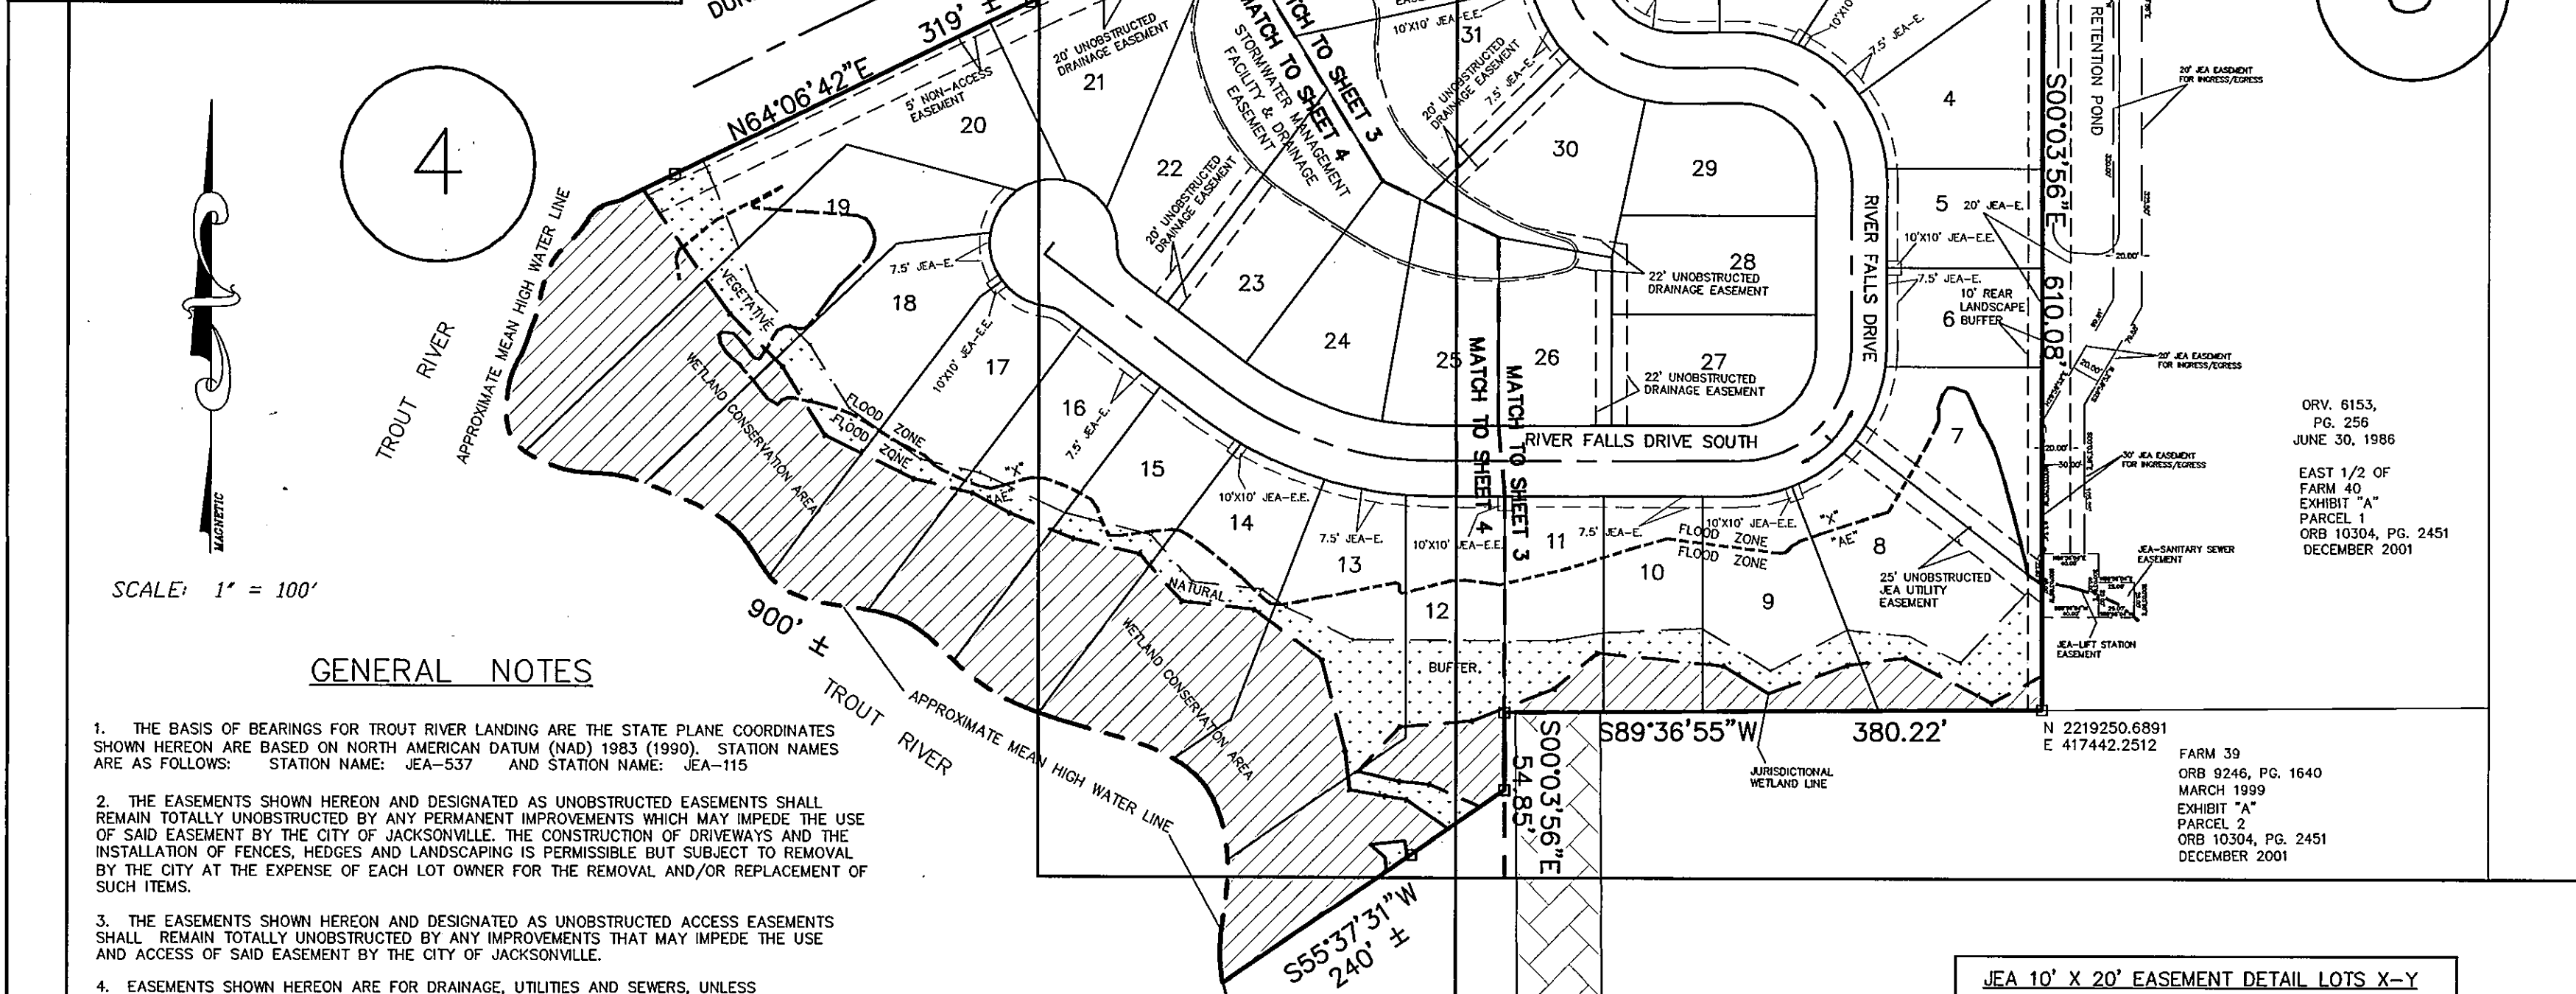 319' ±
N64°06'42"E
5' NON-ACCESS
EASEMENT
20' UNOBSTRUCTED
DRAINAGE EASEMENT
4
MATCH TO SHEET 3
MATCH TO SHEET 4
STORMWATER MANAGEMENT
FACILITY & DRAINAGE
EASEMENT
10'X10' JEA-E.E.
31
20' UNOBSTRUCTED
DRAINAGE EASEMENT
7.5' JEA-E.
10'X10'
7.5' JEA-E.
RETENTION POND
20' JEA EASEMENT
FOR INGRESS/EGRESS
S00°03'56"E
610.08'
20
21
22
20' UNOBSTRUCTED
DRAINAGE EASEMENT
30
29
4
5
20' JEA-E.
10'X10' JEA-E.E.
7.5' JEA-E.
10' REAR
LANDSCAPE
BUFFER
6
RIVER FALLS DRIVE
19
18
7.5' JEA-E.
10'X10' JEA-E.E.
17
23
24
25
26
27
28
22' UNOBSTRUCTED
DRAINAGE EASEMENT
22' UNOBSTRUCTED
DRAINAGE EASEMENT
20.00'
20' JEA EASEMENT
FOR INGRESS/EGRESS
20.00'
TROUT RIVER
APPROXIMATE MEAN HIGH WATER LINE
VEGETATIVE
WETLAND CONSERVATION AREA
FLOOD ZONE
FLOOD ZONE
"X"
"AE"
16
7.5' JEA-E.
15
10'X10' JEA-E.E.
14
7.5' JEA-E.
13
10'X10' JEA-E.E.
MATCH TO SHEET 4
MATCH TO SHEET 3
RIVER FALLS DRIVE SOUTH
7
11
7.5' JEA-E.
10'X10' JEA-E.E.
FLOOD ZONE
FLOOD ZONE
"X"
"AE"
8
10
9
12
25' UNOBSTRUCTED
JEA UTILITY
EASEMENT
20.00'
30.00'
30' JEA EASEMENT
FOR INGRESS/EGRESS
JEA-SANITARY SEWER
EASEMENT
JEA-LIFT STATION
EASEMENT
ORV. 6153,
PG. 256
JUNE 30, 1986
EAST 1/2 OF
FARM 40
EXHIBIT "A"
PARCEL 1
ORB 10304, PG. 2451
DECEMBER 2001
NATURAL
BUFFER
WETLAND CONSERVATION AREA
MAGNETIC
SCALE: 1" = 100'
900' ±
TROUT RIVER
APPROXIMATE MEAN HIGH WATER LINE
S00°03'56"E
54.85'
S89°36'55"W 380.22'
JURISDICTIONAL
WETLAND LINE
N 2219250.6891
E 417442.2512
FARM 39
ORB 9246, PG. 1640
MARCH 1999
EXHIBIT "A"
PARCEL 2
ORB 10304, PG. 2451
DECEMBER 2001
S55°37'31"W
240' ±
GENERAL NOTES
1. THE BASIS OF BEARINGS FOR TROUT RIVER LANDING ARE THE STATE PLANE COORDINATES
SHOWN HEREON ARE BASED ON NORTH AMERICAN DATUM (NAD) 1983 (1990). STATION NAMES
ARE AS FOLLOWS: STATION NAME: JEA-537 AND STATION NAME: JEA-115
2. THE EASEMENTS SHOWN HEREON AND DESIGNATED AS UNOBSTRUCTED EASEMENTS SHALL
REMAIN TOTALLY UNOBSTRUCTED BY ANY PERMANENT IMPROVEMENTS WHICH MAY IMPEDE THE USE
OF SAID EASEMENT BY THE CITY OF JACKSONVILLE. THE CONSTRUCTION OF DRIVEWAYS AND THE
INSTALLATION OF FENCES, HEDGES AND LANDSCAPING IS PERMISSIBLE BUT SUBJECT TO REMOVAL
BY THE CITY AT THE EXPENSE OF EACH LOT OWNER FOR THE REMOVAL AND/OR REPLACEMENT OF
SUCH ITEMS.
3. THE EASEMENTS SHOWN HEREON AND DESIGNATED AS UNOBSTRUCTED ACCESS EASEMENTS
SHALL REMAIN TOTALLY UNOBSTRUCTED BY ANY IMPROVEMENTS THAT MAY IMPEDE THE USE
AND ACCESS OF SAID EASEMENT BY THE CITY OF JACKSONVILLE.
4. EASEMENTS SHOWN HEREON ARE FOR DRAINAGE, UTILITIES AND SEWERS, UNLESS
JEA 10' X 20' EASEMENT DETAIL LOTS X-Y